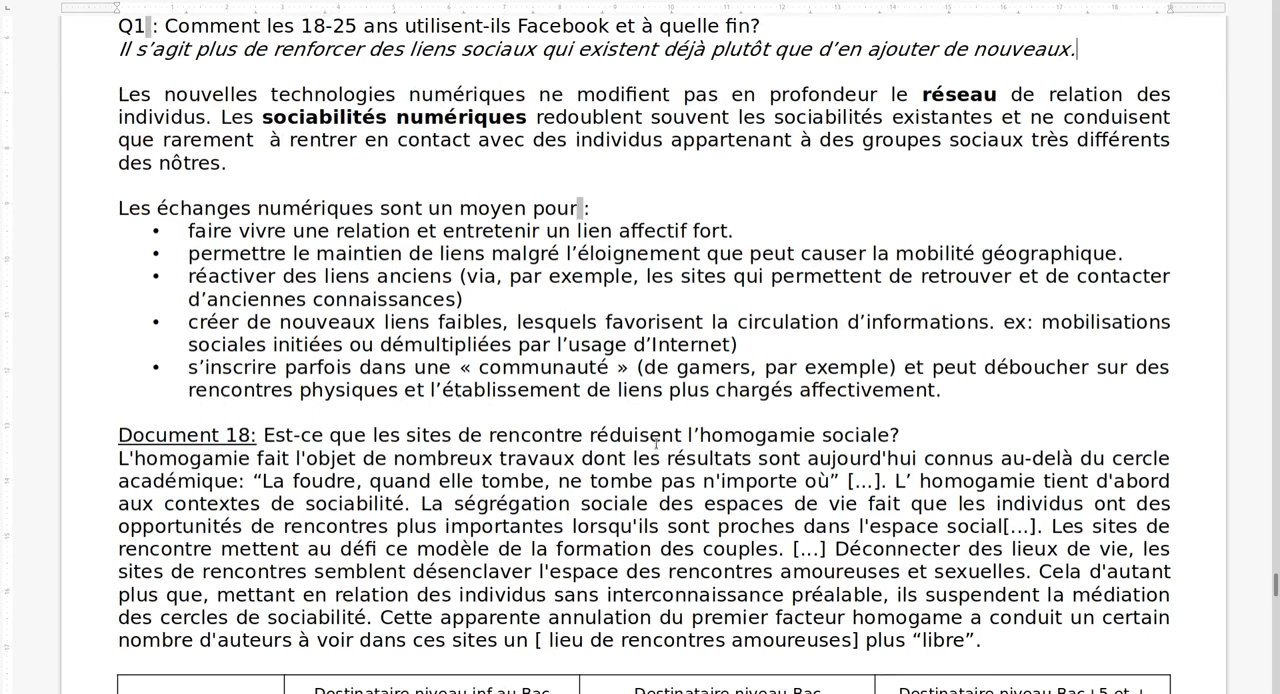 Q1 : Comment les 18-25 ans utilisent-ils Facebook et à quelle fin?
Il s’agit plus de renforcer des liens sociaux qui existent déjà plutôt que d’en ajouter de nouveaux.
Les nouvelles technologies numériques ne modifient pas en profondeur le réseau de relation des
individus. Les sociabilités numériques redoublent souvent les sociabilités existantes et ne conduisent
que rarement  à rentrer en contact avec des individus appartenant à des groupes sociaux très différents
des nôtres.
Les échanges numériques sont un moyen pour :
• faire vivre une relation et entretenir un lien affectif fort.
• permettre le maintien de liens malgré l’éloignement que peut causer la mobilité géographique.
• réactiver des liens anciens (via, par exemple, les sites qui permettent de retrouver et de contacter
d’anciennes connaissances)
• créer de nouveaux liens faibles, lesquels favorisent la circulation d’informations. ex: mobilisations
sociales initiées ou démultipliées par l’usage d’Internet)
• s’inscrire parfois dans une « communauté » (de gamers, par exemple) et peut déboucher sur des
rencontres physiques et l’établissement de liens plus chargés affectivement.
Document 18: Est-ce que les sites de rencontre réduisent l’homogamie sociale?
L'homogamie fait l'objet de nombreux travaux dont les résultats sont aujourd'hui connus au-delà du cercle
académique: “La foudre, quand elle tombe, ne tombe pas n'importe où” [...]. L’ homogamie tient d'abord
aux contextes de sociabilité. La ségrégation sociale des espaces de vie fait que les individus ont des
opportunités de rencontres plus importantes lorsqu'ils sont proches dans l'espace social[...]. Les sites de
rencontre mettent au défi ce modèle de la formation des couples. [...] Déconnecter des lieux de vie, les
sites de rencontres semblent désenclaver l'espace des rencontres amoureuses et sexuelles. Cela d'autant
plus que, mettant en relation des individus sans interconnaissance préalable, ils suspendent la médiation
des cercles de sociabilité. Cette apparente annulation du premier facteur homogame a conduit un certain
nombre d'auteurs à voir dans ces sites un [ lieu de rencontres amoureuses] plus “libre”.
Destinataire niveau inf au Bac Destinataire niveau Bac Destinataire niveau Bac+5 et +